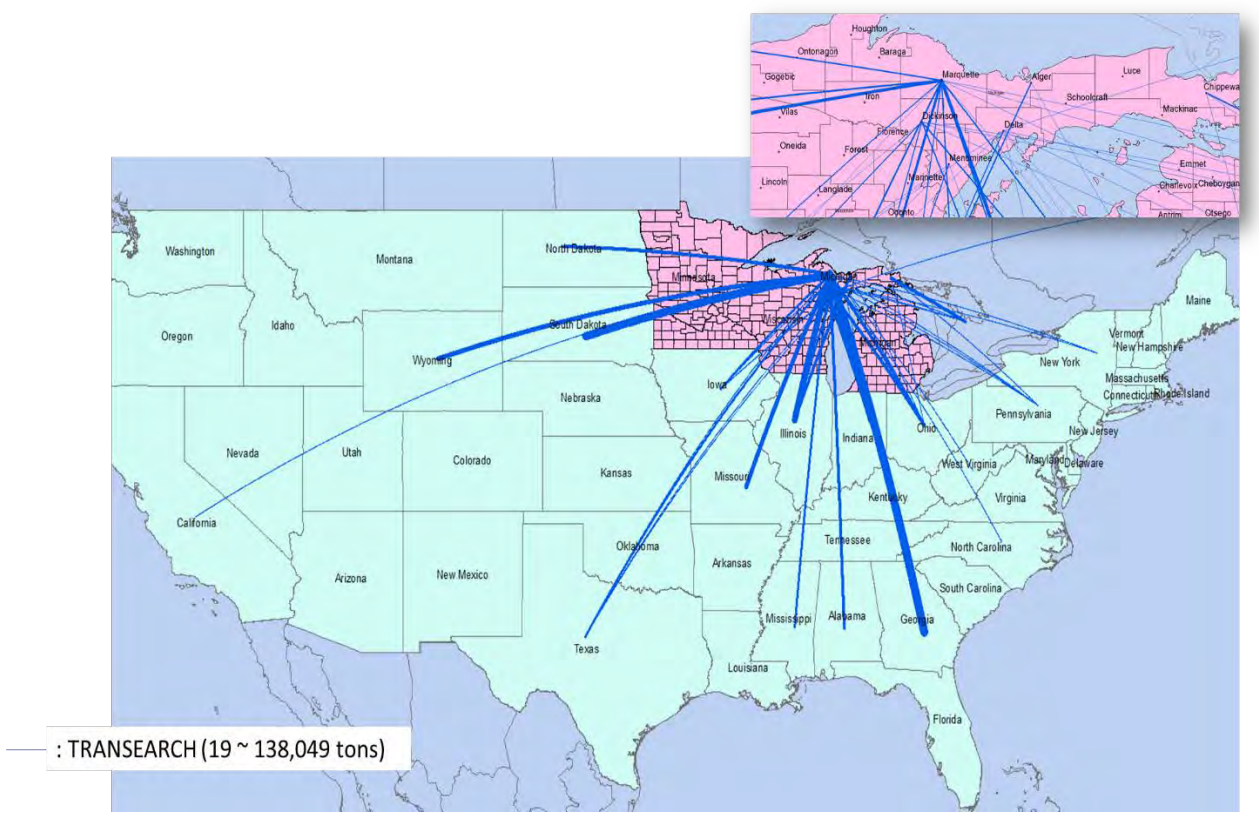 Houghton
Ontonagon
Baraga
Gogebic
Marquette
Alger
Luce
Chippewa
Iron
Schoolcraft
Mackinac
Vilas
Dickinson
Delta
Florence
Oneida
Forest
Menominee
Emmet
Lincoln
Langlade
Marinette
Charlevoix
Cheboygan
Oconto
Antrim
Otsego
Washington
Montana
North Dakota
Minnesota
Michigan
Maine
Oregon
Idaho
South Dakota
Wisconsin
Michigan
Vermont
New Hampshire
Wyoming
New York
Massachusetts
Connecticut
Rhode Island
Iowa
Nebraska
Pennsylvania
Illinois
Indiana
Ohio
New Jersey
Nevada
Utah
Colorado
Kansas
Missouri
West Virginia
Maryland
Delaware
Kentucky
Virginia
California
Oklahoma
Tennessee
North Carolina
Arizona
New Mexico
Arkansas
South Carolina
Mississippi
Alabama
Georgia
Texas
Louisiana
Florida
: TRANSEARCH (19 ~ 138,049 tons)